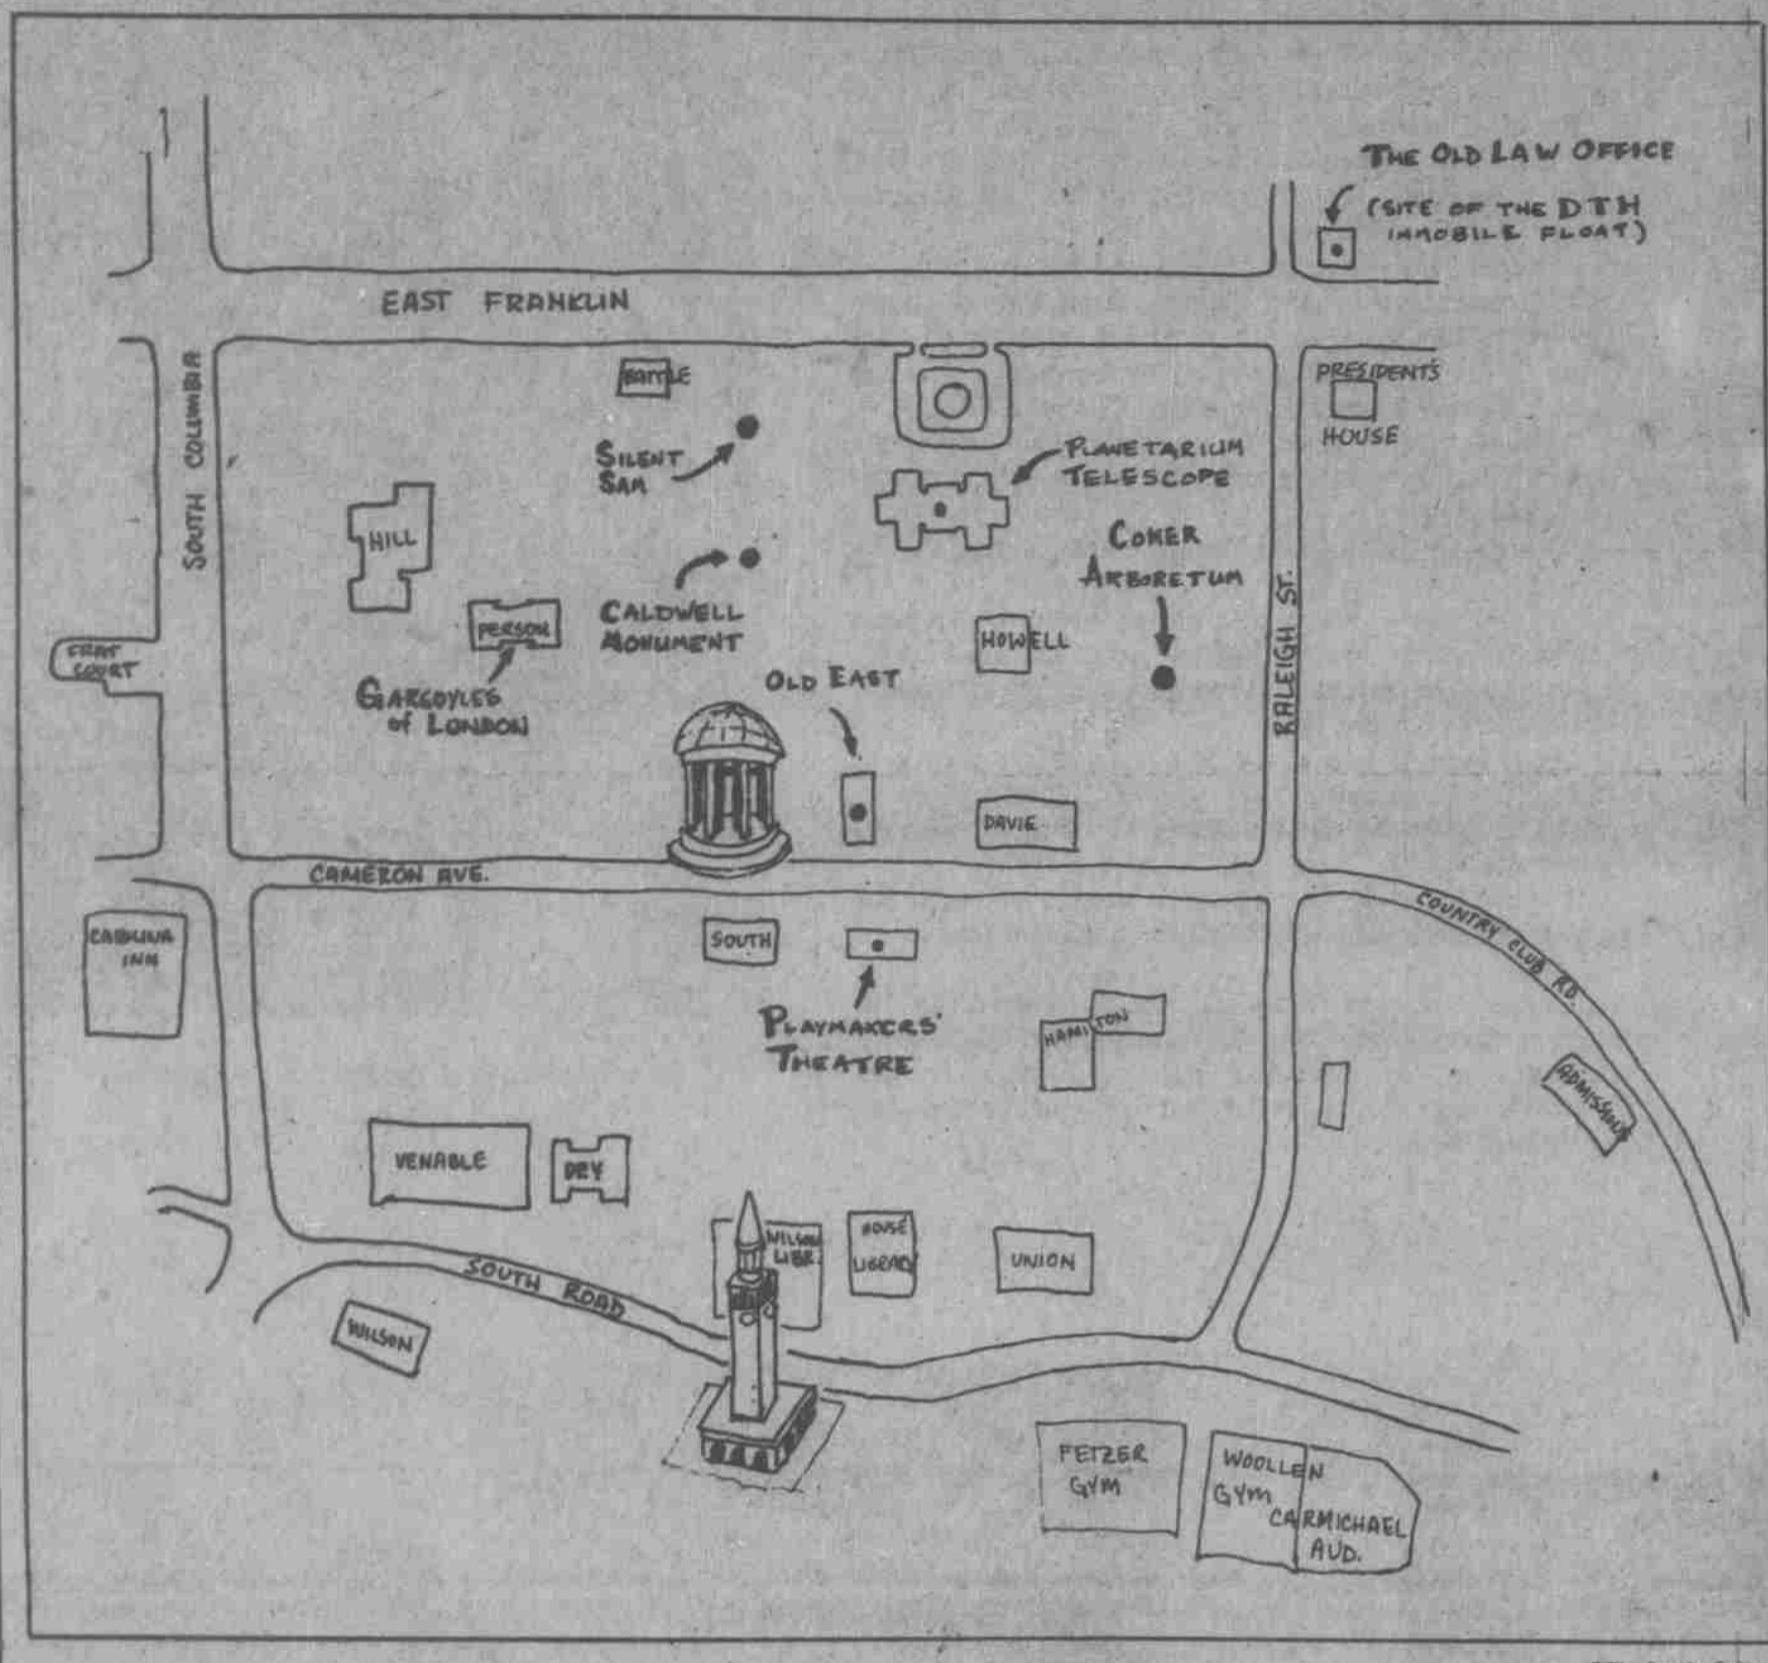 THE OLD LAW OFFICE
(SITE OF THE DTH
IMMOBILE FLOAT)
EAST FRANKLIN
SOUTH COLUMBIA
BATTLE
PRESIDENT'S
HOUSE
SILENT
SAM
PLANETARIUM
TELESCOPE
HILL
COKER
ARBORETUM
PERSON
CALDWELL
MONUMENT
HOWELL
RALEIGH ST.
FRAT
COURT
GARGOYLES
of LONDON
OLD EAST
DAVIE
CAMERON AVE.
COUNTRY CLUB RD.
CAROLINA
INN
SOUTH
PLAYMAKERS'
THEATRE
HAMILTON
ADMISSIONS
VENABLE
DEY
WILSON
LIBR.
HOUSE
LIBRARY
UNION
SOUTH ROAD
WILSON
FETZER
GYM
WOOLLEN
GYM
CARMICHAEL
AUD.